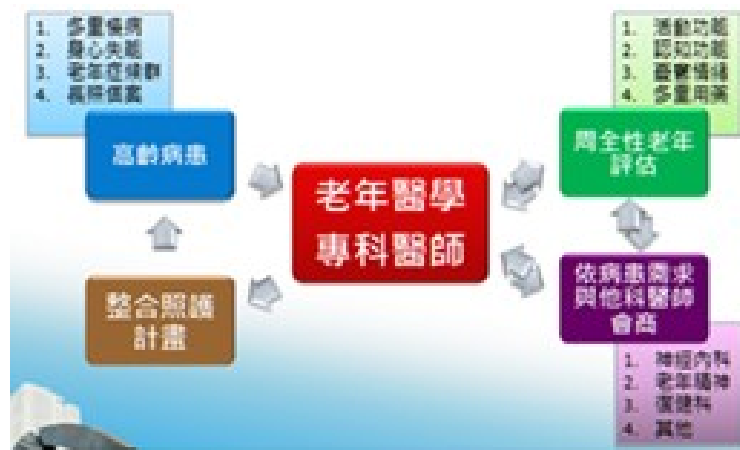 1. 多重慢病
2. 身心失能
3. 老年症候群
4. 長照個案
高齡病患
1. 活動功能
2. 認知功能
3. 憂鬱情緒
4. 多重用藥
周全性老年
評估
老年醫學
專科醫師
整合照護
計畫
依病患需求
與他科醫師
會商
1. 神經內科
2. 老年精神
3. 復健科
4. 其他